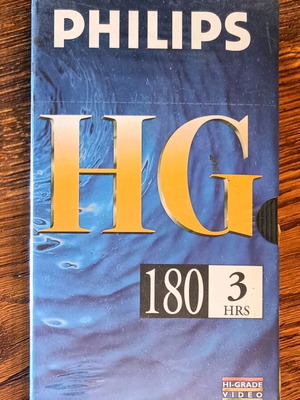 PHILIPS
HG
180 3
HRS
HI-GRADE
VIDEO